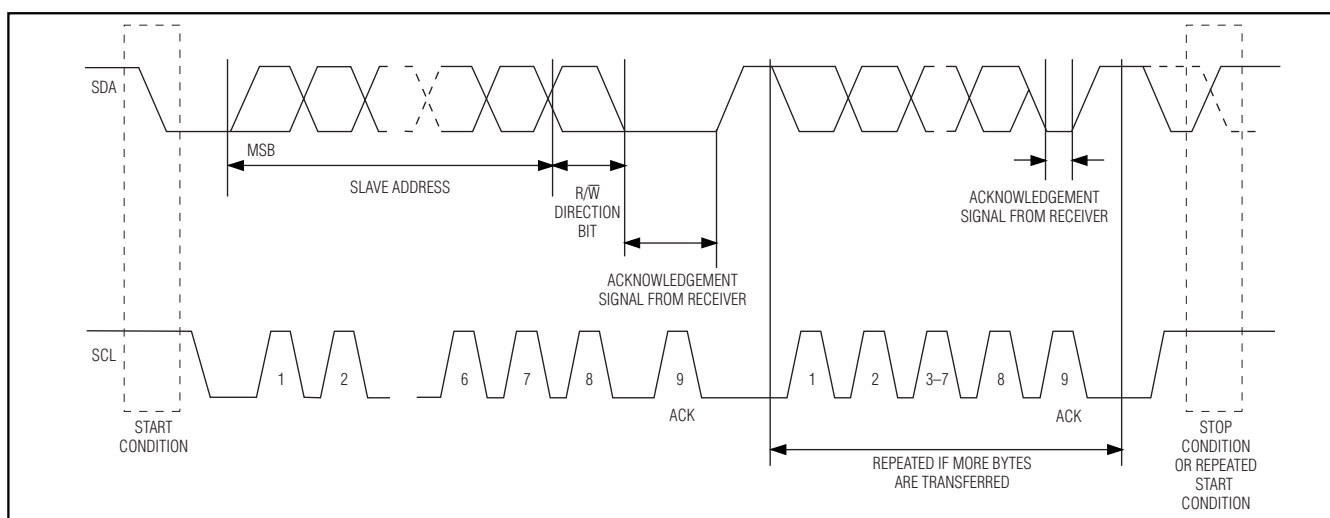 SDA
MSB
SLAVE ADDRESS
R/W̅
DIRECTION
BIT
ACKNOWLEDGEMENT
SIGNAL FROM RECEIVER
ACKNOWLEDGEMENT
SIGNAL FROM RECEIVER
SCL
1
2
6
7
8
9
1
2
3–7
8
9
ACK
ACK
START
CONDITION
REPEATED IF MORE BYTES
ARE TRANSFERRED
STOP
CONDITION
OR REPEATED
START
CONDITION